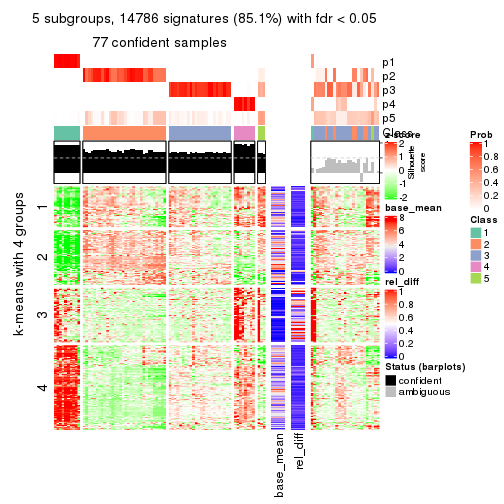 5 subgroups, 14786 signatures (85.1%) with fdr < 0.05
77 confident samples
p1
p2
p3
p4
p5
Class
z-score
2
1
0
-1
-2
Silhouette
score
base_mean
8
6
4
2
0
rel_diff
1
0.8
0.6
0.4
0.2
0
Status (barplots)
confident
ambiguous
Prob
1
0.8
0.6
0.4
0.2
0
Class
1
2
3
4
5
k-means with 4 groups
1
2
3
4
base_mean
rel_diff